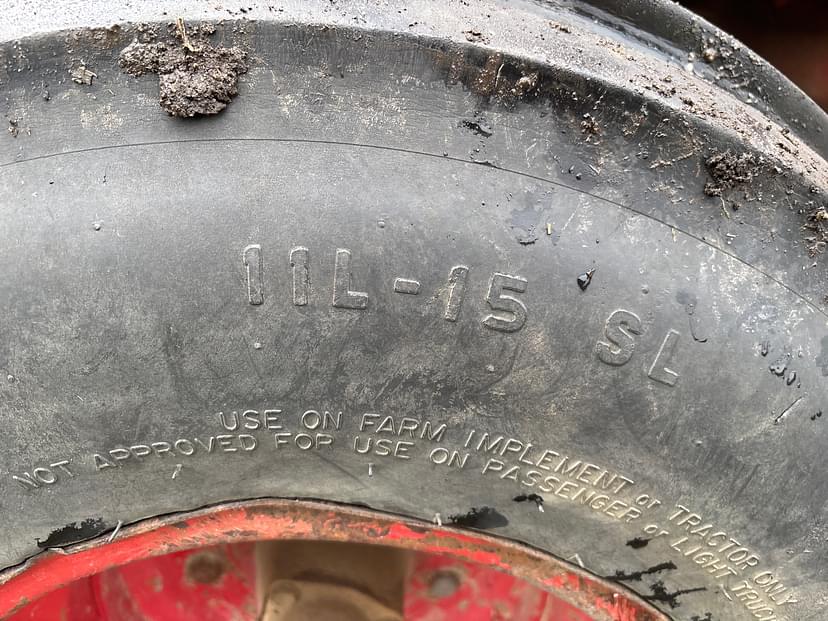 11L-15 SL
USE ON FARM IMPLEMENT or TRACTOR ONLY
NOT APPROVED FOR USE ON PASSENGER or LIGHT TRUCK